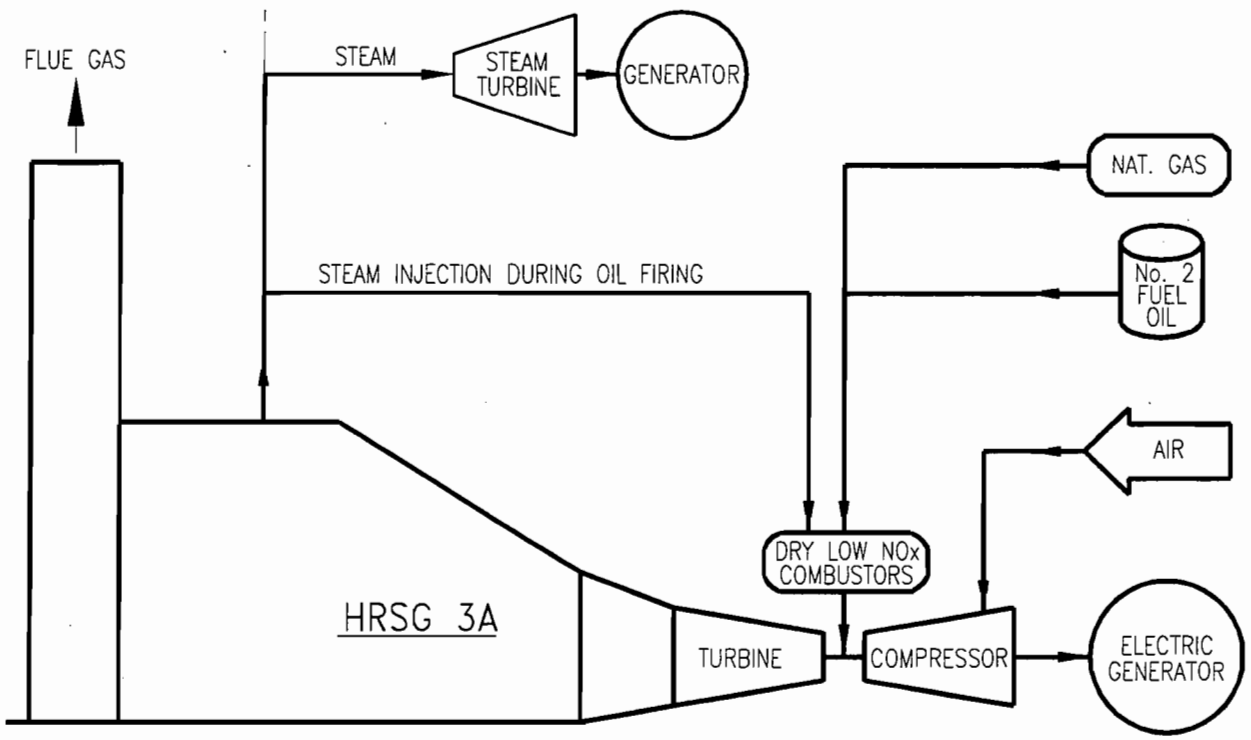 FLUE GAS
STEAM
STEAM
TURBINE
GENERATOR
NAT. GAS
No. 2
FUEL
OIL
STEAM INJECTION DURING OIL FIRING
AIR
DRY LOW NOx
COMBUSTORS
HRSG 3A
TURBINE
COMPRESSOR
ELECTRIC
GENERATOR